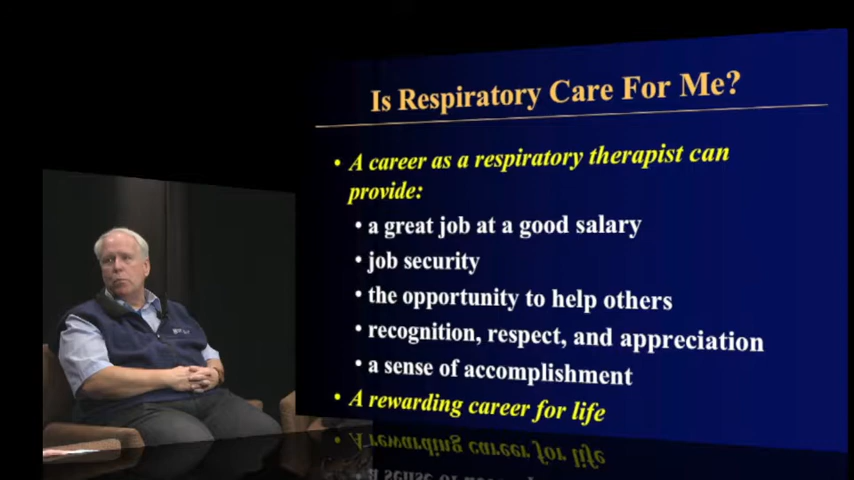 Is Respiratory Care For Me?
• A career as a respiratory therapist can
provide:
• a great job at a good salary
• job security
• the opportunity to help others
• recognition, respect, and appreciation
• a sense of accomplishment
• A rewarding career for life